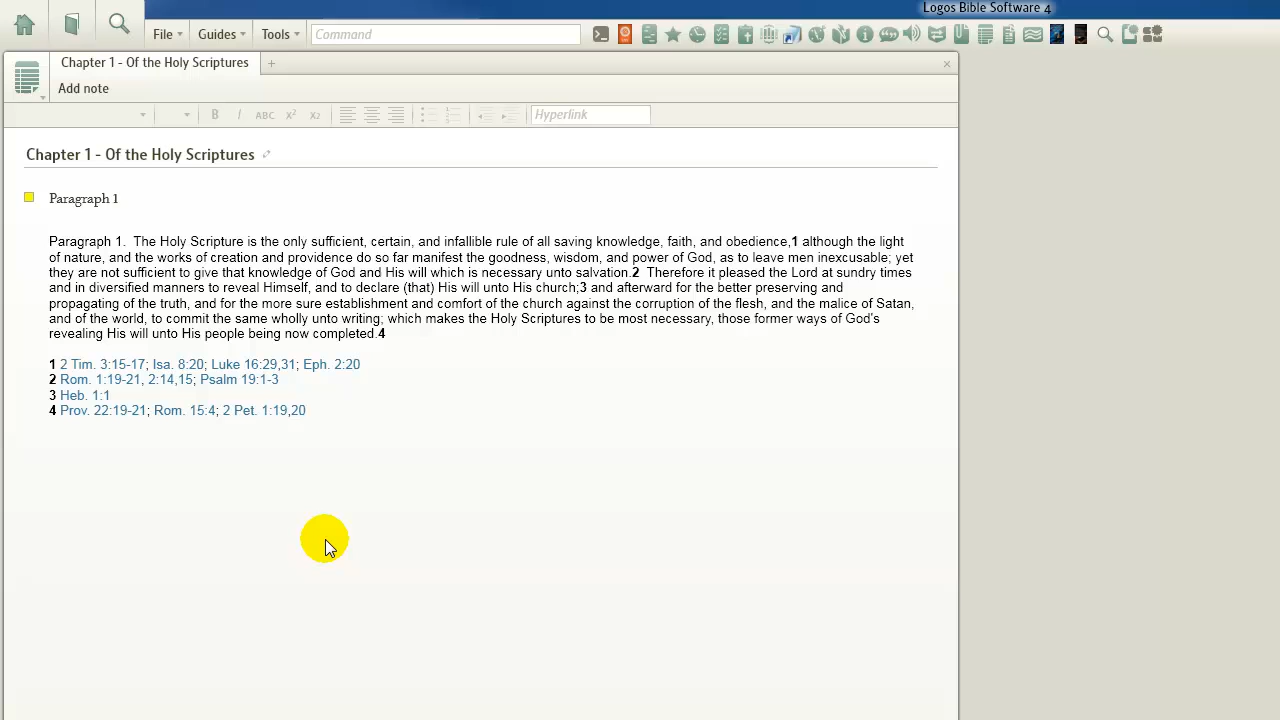 Logos Bible Software 4
File Guides Tools Command
Chapter 1 - Of the Holy Scriptures
Add note
B I ABC X² X₂ Hyperlink
Chapter 1 - Of the Holy Scriptures
Paragraph 1
Paragraph 1.  The Holy Scripture is the only sufficient, certain, and infallible rule of all saving knowledge, faith, and obedience,1 although the light
of nature, and the works of creation and providence do so far manifest the goodness, wisdom, and power of God, as to leave men inexcusable; yet
they are not sufficient to give that knowledge of God and His will which is necessary unto salvation.2  Therefore it pleased the Lord at sundry times
and in diversified manners to reveal Himself, and to declare (that) His will unto His church;3 and afterward for the better preserving and
propagating of the truth, and for the more sure establishment and comfort of the church against the corruption of the flesh, and the malice of Satan,
and of the world, to commit the same wholly unto writing; which makes the Holy Scriptures to be most necessary, those former ways of God's
revealing His will unto His people being now completed.4
1 2 Tim. 3:15-17; Isa. 8:20; Luke 16:29,31; Eph. 2:20
2 Rom. 1:19-21, 2:14,15; Psalm 19:1-3
3 Heb. 1:1
4 Prov. 22:19-21; Rom. 15:4; 2 Pet. 1:19,20